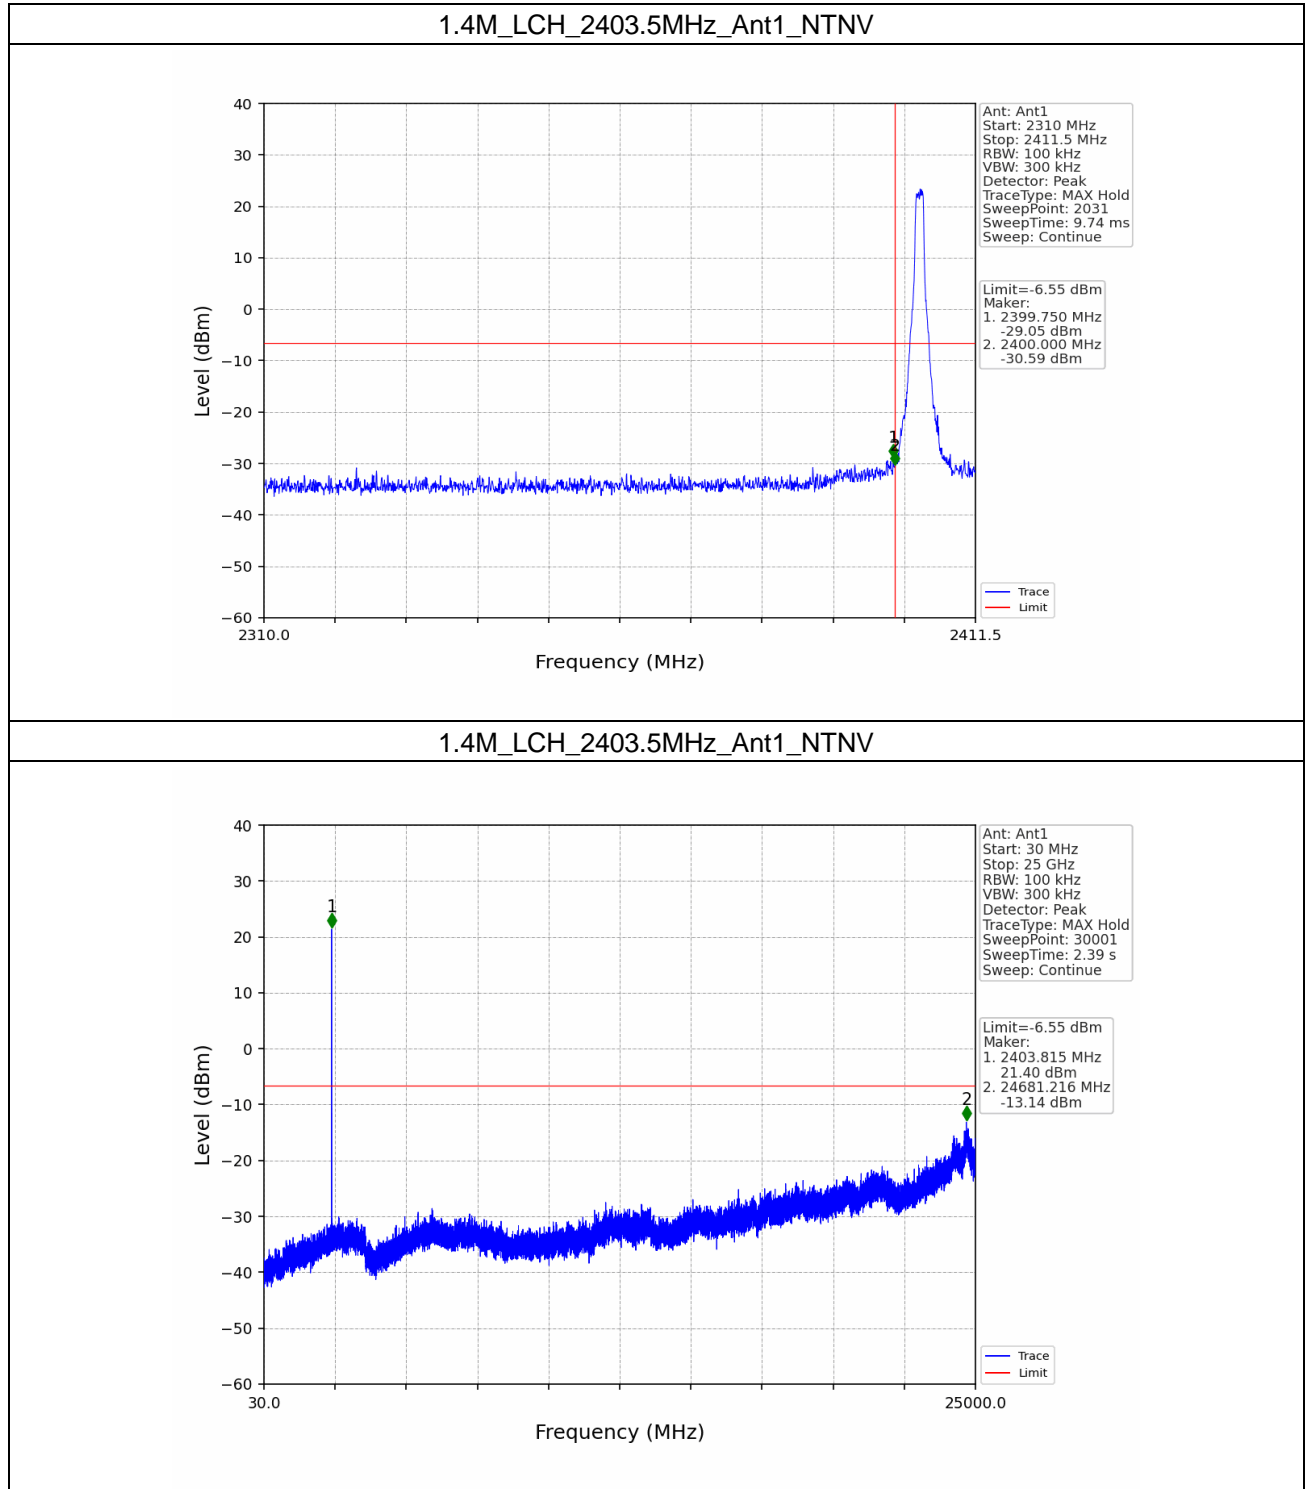 1.4M_LCH_2403.5MHz_Ant1_NTNV
40
30
20
10
0
−10
−20
−30
−40
−50
−60
Level (dBm)
1
2
2310.0
2411.5
Frequency (MHz)
Ant: Ant1
Start: 2310 MHz
Stop: 2411.5 MHz
RBW: 100 kHz
VBW: 300 kHz
Detector: Peak
TraceType: MAX Hold
SweepPoint: 2031
SweepTime: 9.74 ms
Sweep: Continue
Limit=-6.55 dBm
Maker:
1. 2399.750 MHz
-29.05 dBm
2. 2400.000 MHz
-30.59 dBm
Trace
Limit
1.4M_LCH_2403.5MHz_Ant1_NTNV
40
30
20
10
0
−10
−20
−30
−40
−50
−60
Level (dBm)
1
2
30.0
25000.0
Frequency (MHz)
Ant: Ant1
Start: 30 MHz
Stop: 25 GHz
RBW: 100 kHz
VBW: 300 kHz
Detector: Peak
TraceType: MAX Hold
SweepPoint: 30001
SweepTime: 2.39 s
Sweep: Continue
Limit=-6.55 dBm
Maker:
1. 2403.815 MHz
21.40 dBm
2. 24681.216 MHz
-13.14 dBm
Trace
Limit